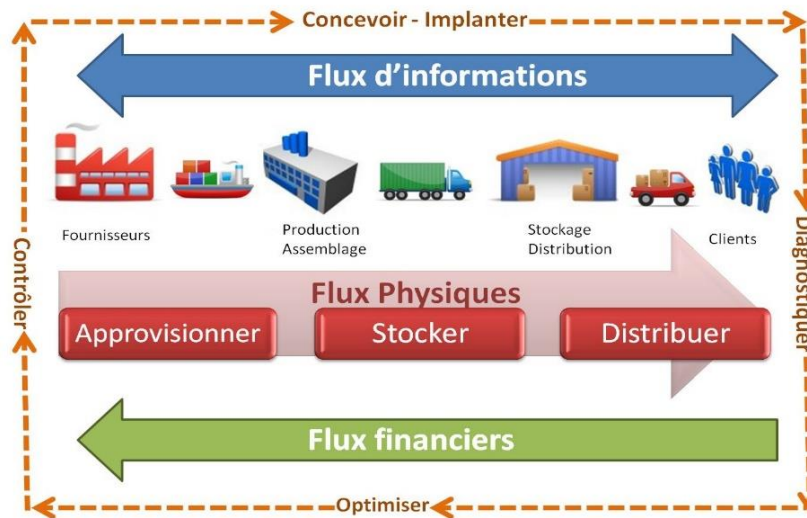 Concevoir - Implanter
Flux d’informations
Fournisseurs
Production
Assemblage
Stockage
Distribution
Clients
Contrôler
Diagnostiquer
Flux Physiques
Approvisionner
Stocker
Distribuer
Flux financiers
Optimiser